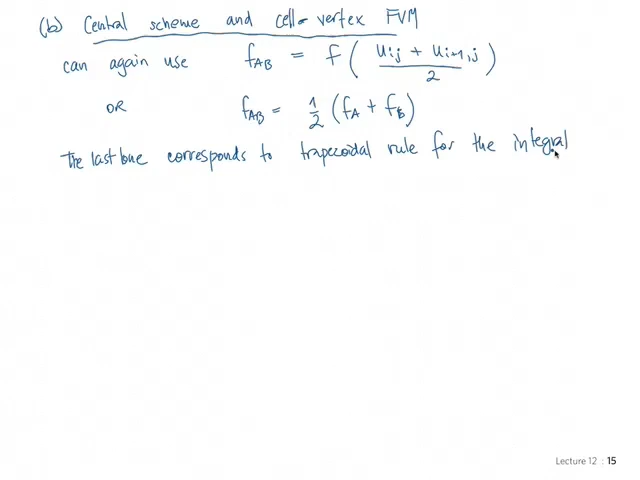 (b) Central scheme and cell-vertex FVM
can again use f_AB = f( (u_ij + u_i+1,j) / 2 )
OR f_AB = 1/2 (f_A + f_B)
The last one corresponds to trapezoidal rule for the integral
Lecture 12 : 15